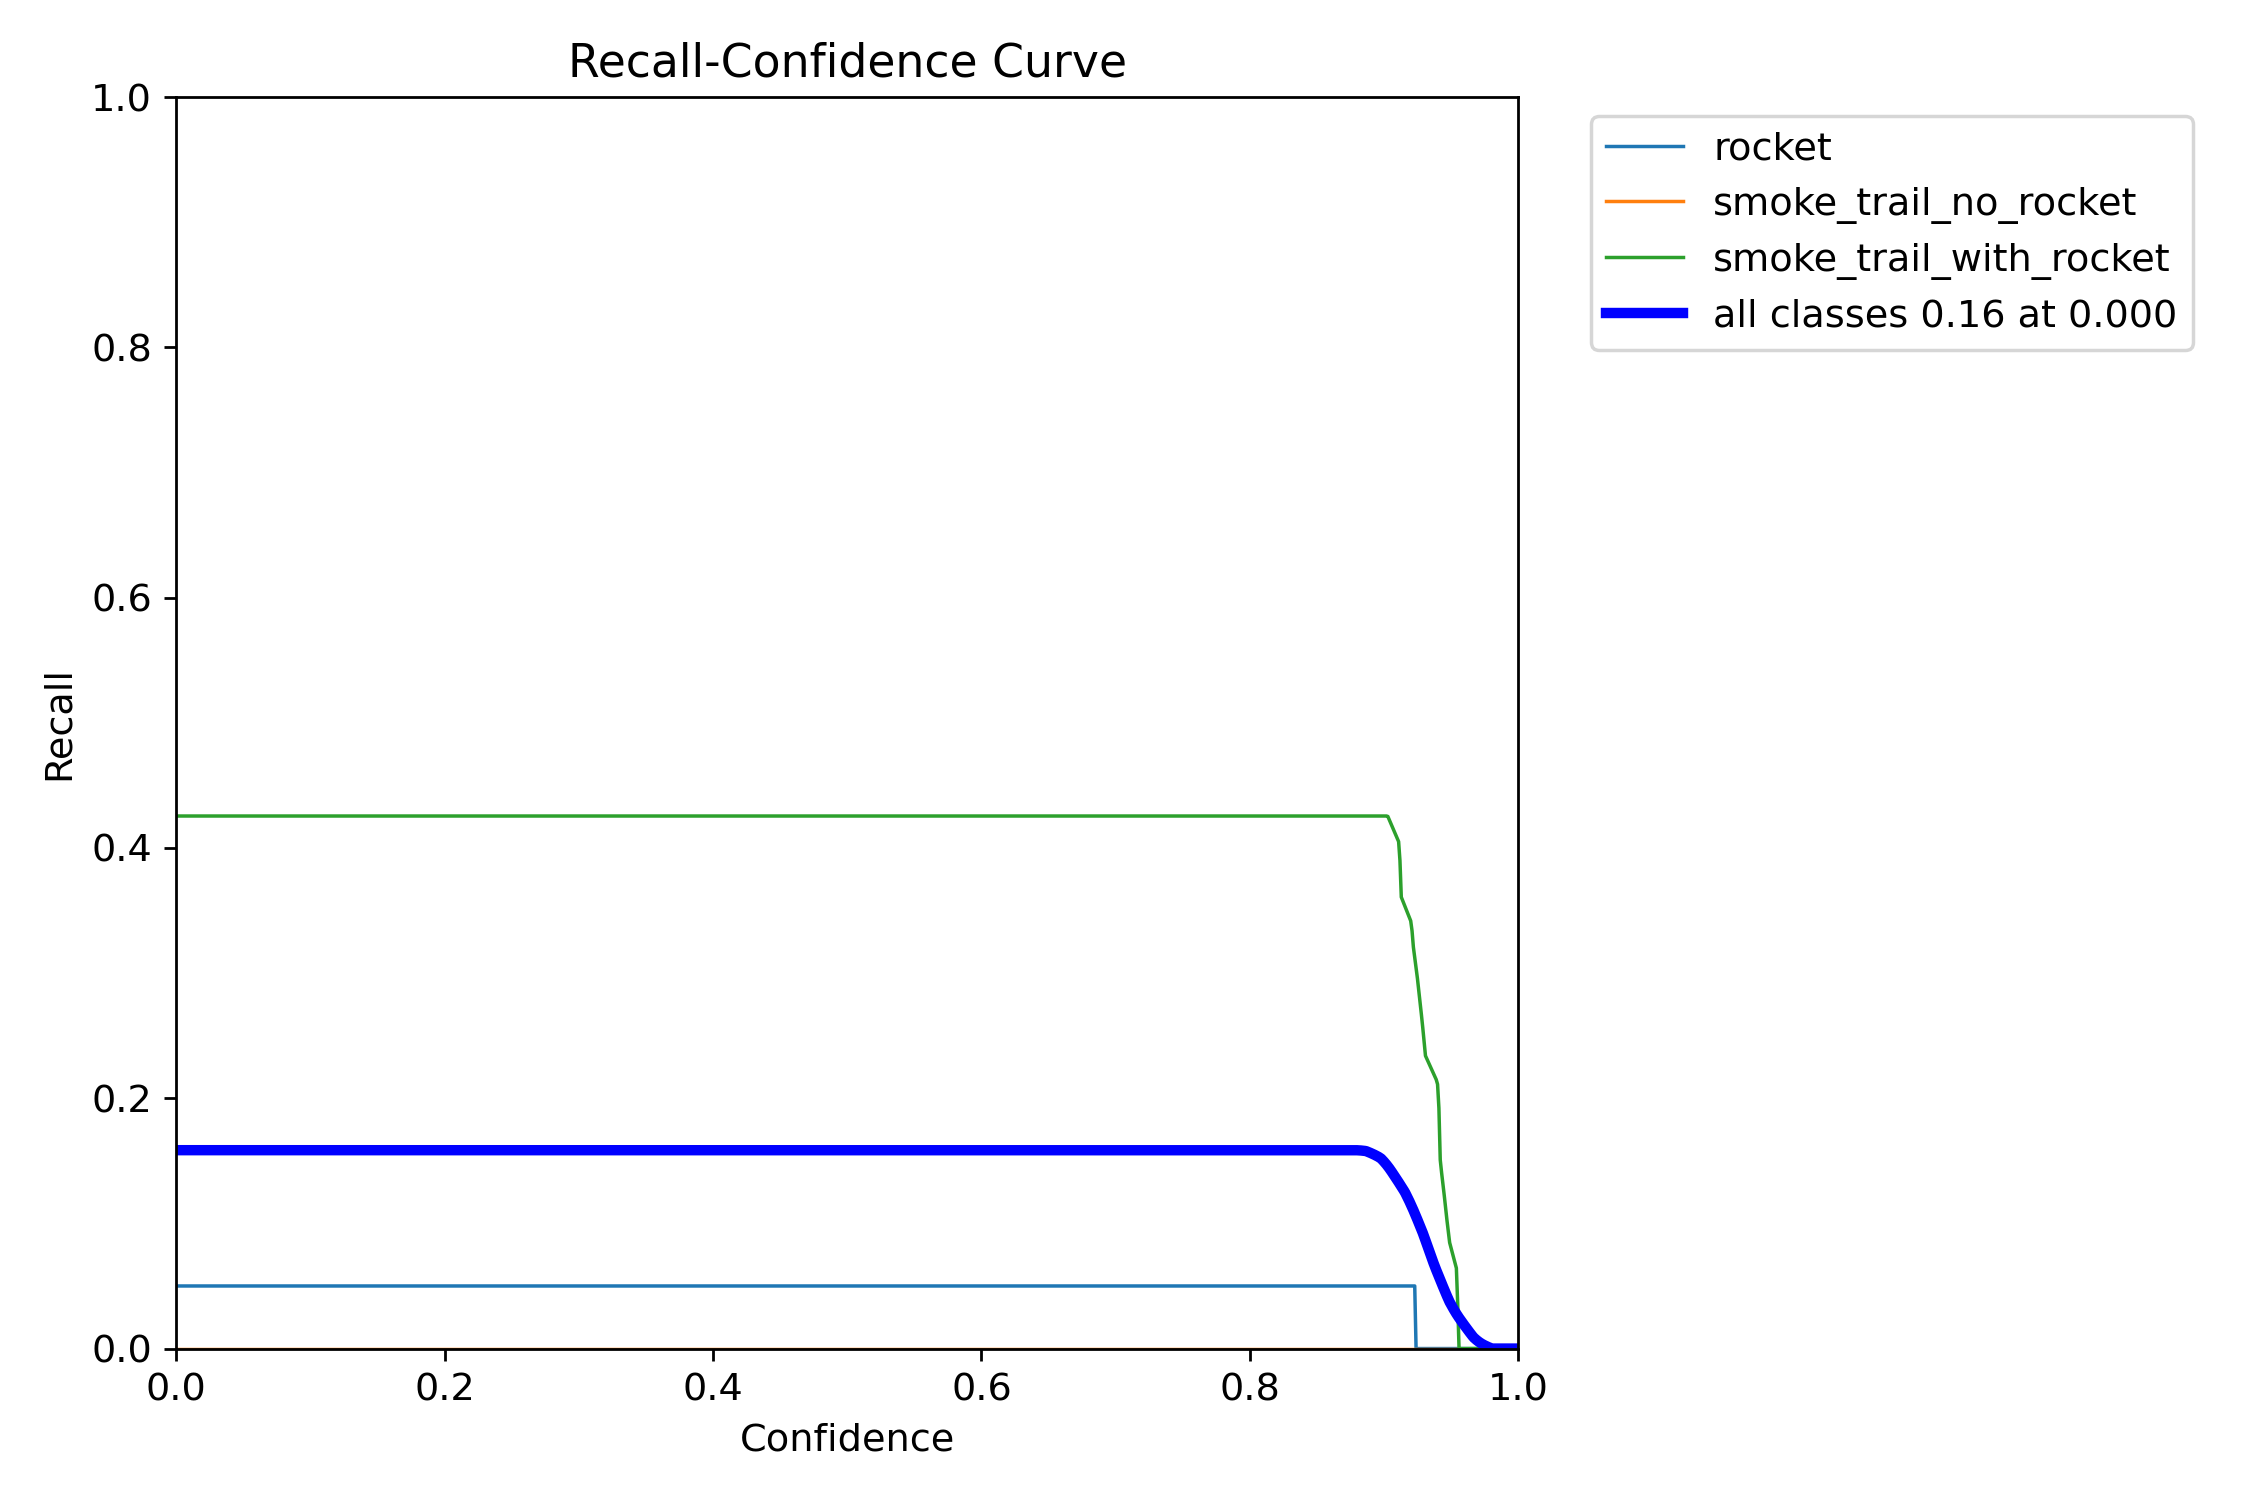 Recall-Confidence Curve
1.0
0.8
0.6
0.4
0.2
0.0
Recall
0.0 0.2 0.4 0.6 0.8 1.0
Confidence
rocket
smoke_trail_no_rocket
smoke_trail_with_rocket
all classes 0.16 at 0.000